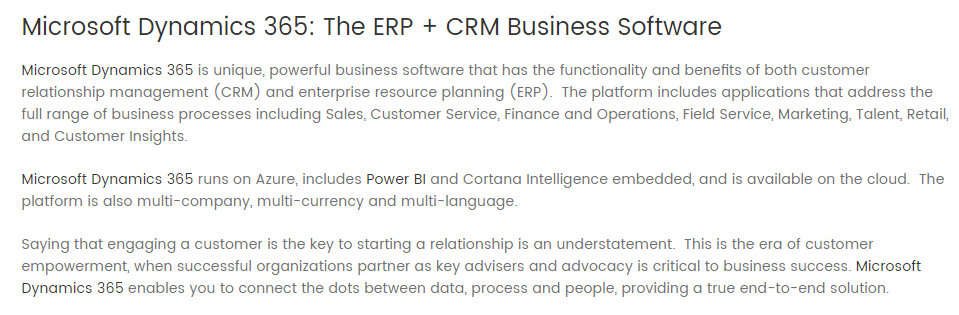 Microsoft Dynamics 365: The ERP + CRM Business Software
Microsoft Dynamics 365 is unique, powerful business software that has the functionality and benefits of both customer
relationship management (CRM) and enterprise resource planning (ERP).  The platform includes applications that address the
full range of business processes including Sales, Customer Service, Finance and Operations, Field Service, Marketing, Talent, Retail,
and Customer Insights.
Microsoft Dynamics 365 runs on Azure, includes Power BI and Cortana Intelligence embedded, and is available on the cloud.  The
platform is also multi-company, multi-currency and multi-language.
Saying that engaging a customer is the key to starting a relationship is an understatement.  This is the era of customer
empowerment, when successful organizations partner as key advisers and advocacy is critical to business success. Microsoft
Dynamics 365 enables you to connect the dots between data, process and people, providing a true end-to-end solution.